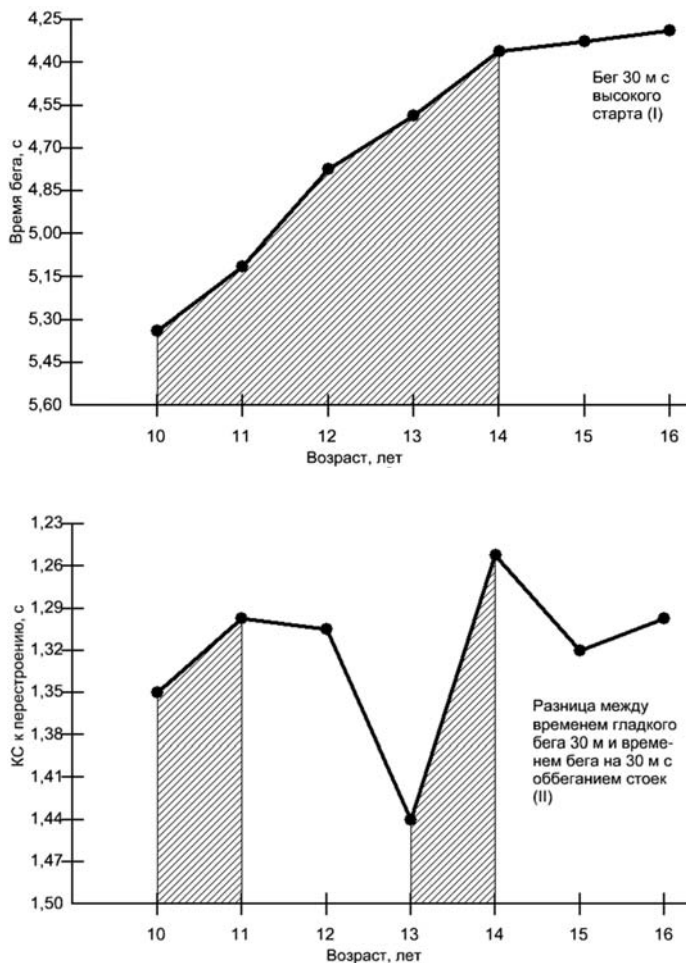 4,25
4,40
4,55
4,70
4,85
5,00
5,15
5,30
5,45
5,60
Время бега, с
Бег 30 м с
высокого
старта (I)
10 11 12 13 14 15 16
Возраст, лет
1,23
1,26
1,29
1,32
1,35
1,38
1,41
1,44
1,47
1,50
КС к перестроению, с
Разница между
временем гладкого
бега 30 м и време-
нем бега на 30 м с
оббеганием стоек
(II)
10 11 12 13 14 15 16
Возраст, лет